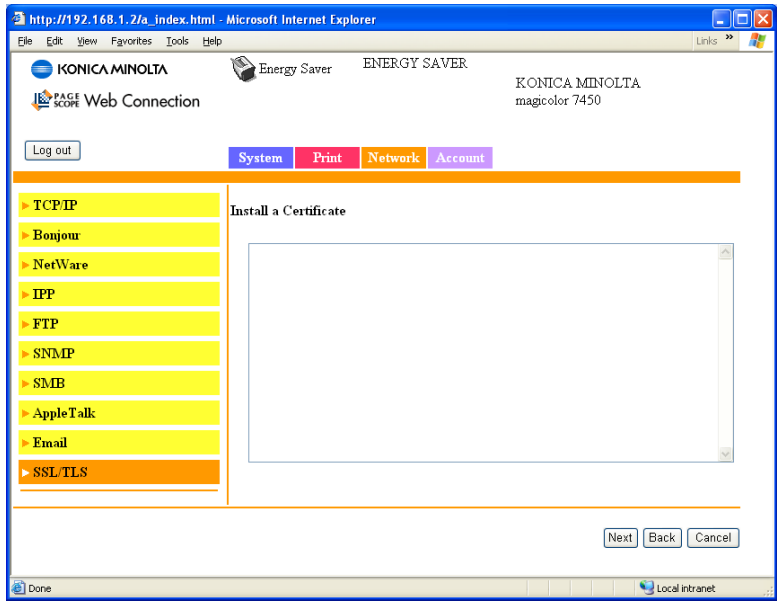 http://192.168.1.2/a_index.html - Microsoft Internet Explorer
File Edit View Favorites Tools Help Links »
KONICA MINOLTA
PAGE SCOPE Web Connection
Energy Saver
ENERGY SAVER
KONICA MINOLTA
magicolor 7450
Log out
System Print Network Account
TCP/IP
Bonjour
NetWare
IPP
FTP
SNMP
SMB
AppleTalk
Email
SSL/TLS
Install a Certificate
Next Back Cancel
Done Local intranet